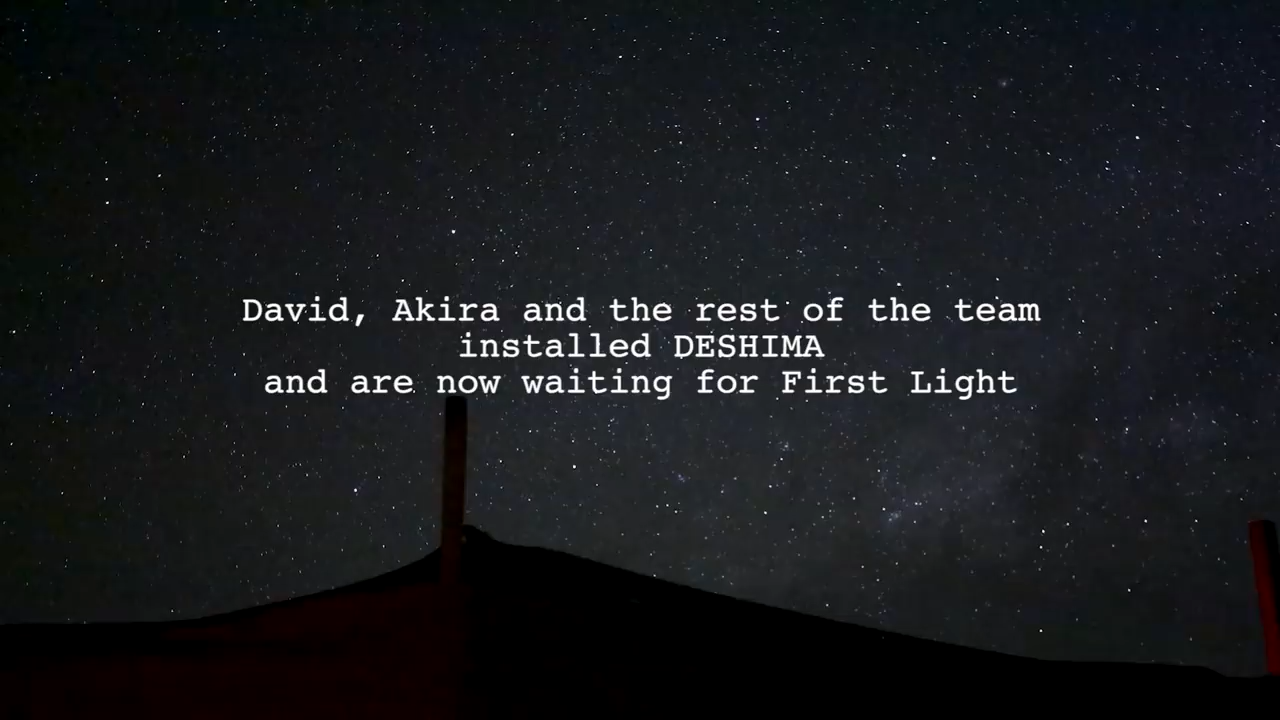 David, Akira and the rest of the team
installed DESHIMA
and are now waiting for First Light